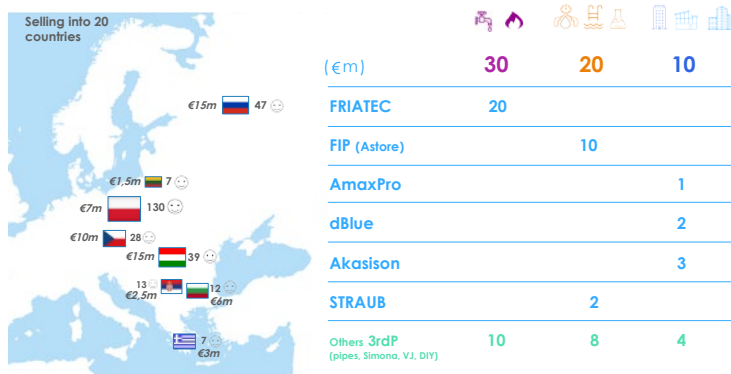 Selling into 20
countries
€15m 47
€1,5m 7
€7m 130
€10m 28
€15m 39
13
€2,5m
12
€6m
7
€3m
(€m) 30 20 10
FRIATEC 20
FIP (Astore) 10
AmaxPro 1
dBlue 2
Akasison 3
STRAUB 2
Others 3rdP 10 8 4
(pipes, Simona, VJ, DIY)